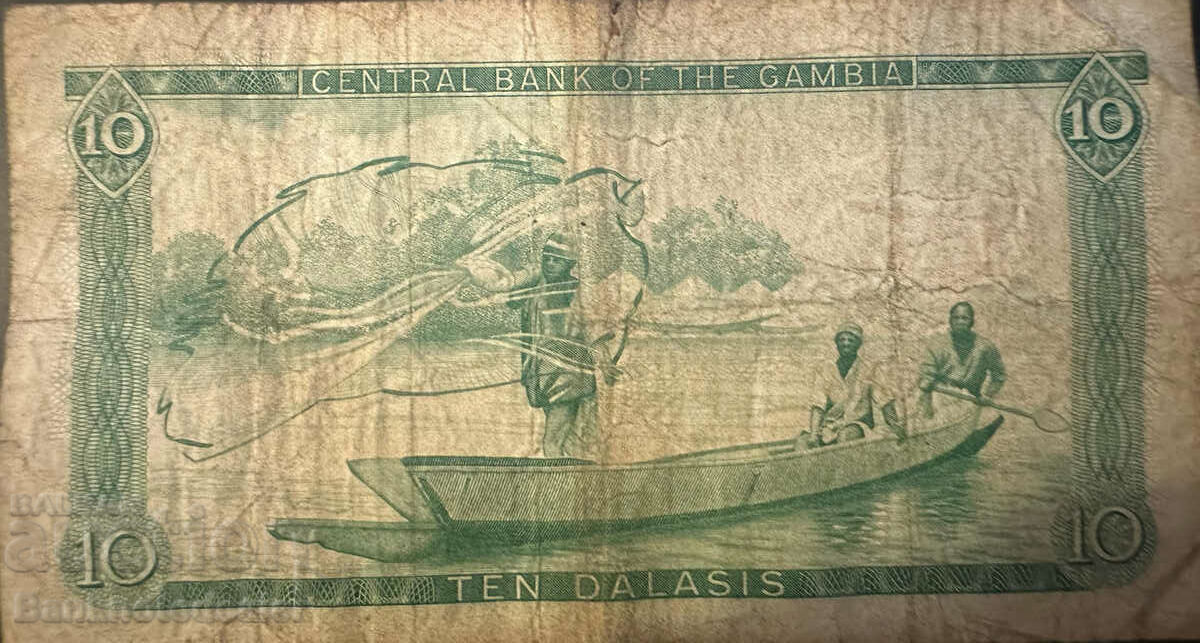 CENTRAL BANK OF THE GAMBIA
10 10
10 10
TEN DALASIS